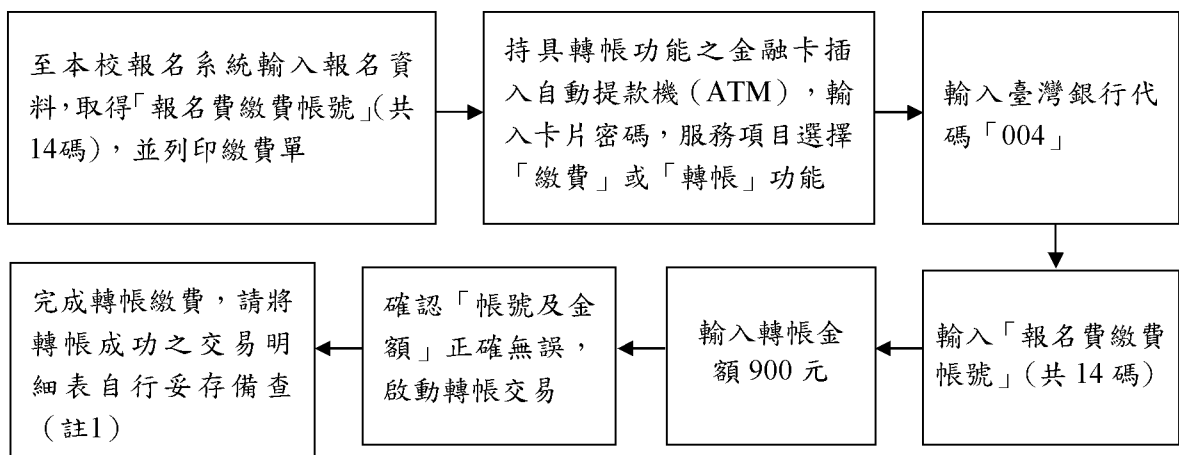 至本校報名系統輸入報名資
料,取得「報名費繳費帳號」(共
14碼),並列印繳費單
持具轉帳功能之金融卡插
入自動提款機(ATM),輸
入卡片密碼,服務項目選擇
「繳費」或「轉帳」功能
輸入臺灣銀行代
碼「004」
輸入「報名費繳費
帳號」(共 14 碼)
輸入轉帳金
額 900 元
確認「帳號及金
額」正確無誤,
啟動轉帳交易
完成轉帳繳費,請將
轉帳成功之交易明
細表自行妥存備查
(註1)